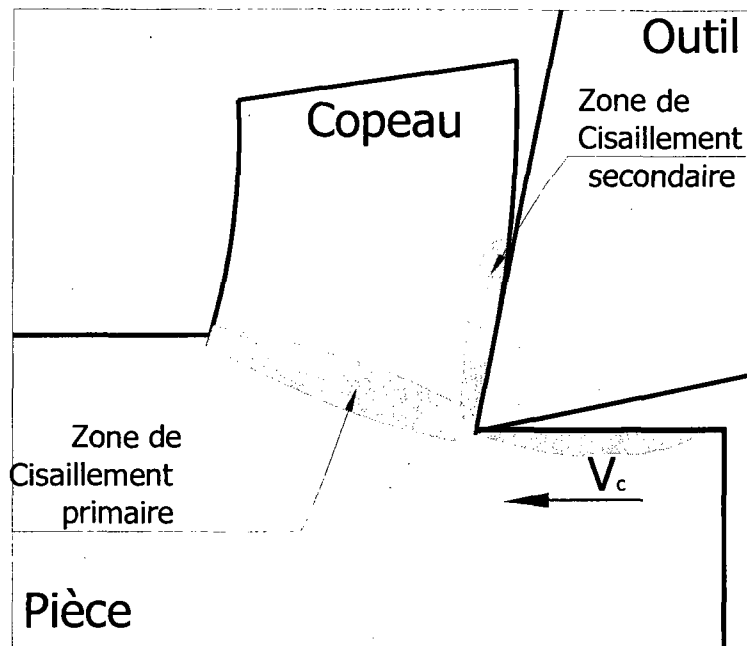 Outil
Copeau
Zone de
Cisaillement
secondaire
Zone de
Cisaillement
primaire
Vc
Pièce